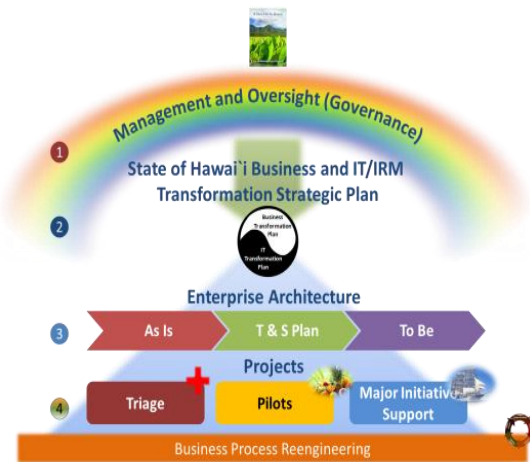 Management and Oversight (Governance)
1
State of Hawai`i Business and IT/IRM
Transformation Strategic Plan
2
Business
Transformation
Plan
IT
Transformation
Plan
Enterprise Architecture
3
As Is
T & S Plan
To Be
Projects
4
Triage
Pilots
Major Initiative
Support
Business Process Reengineering